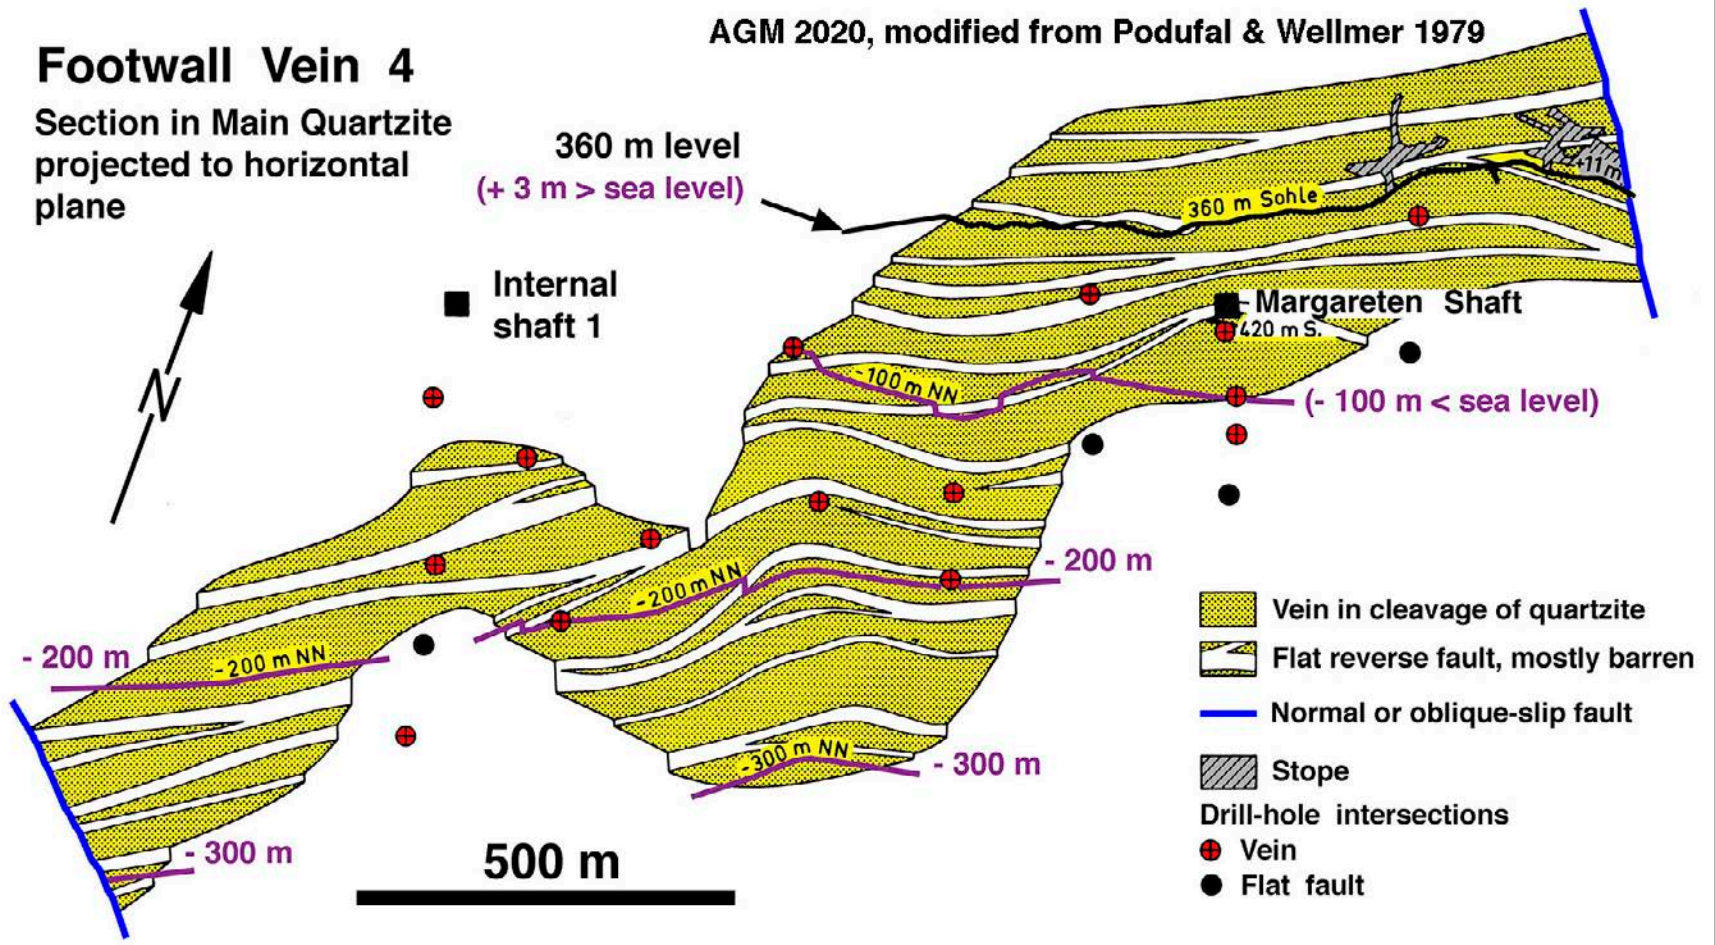 AGM 2020, modified from Podufal & Wellmer 1979
Footwall Vein 4
Section in Main Quartzite
projected to horizontal
plane
360 m level
(+ 3 m > sea level)
+11 m
360 m Sohle
N
Internal
shaft 1
Margareten Shaft
420 m S.
-100 m NN
(- 100 m < sea level)
- 200 m
-200 m NN
- 200 m
-200 m NN
-300 m NN
- 300 m
- 300 m
500 m
Vein in cleavage of quartzite
Flat reverse fault, mostly barren
Normal or oblique-slip fault
Stope
Drill-hole intersections
Vein
Flat fault